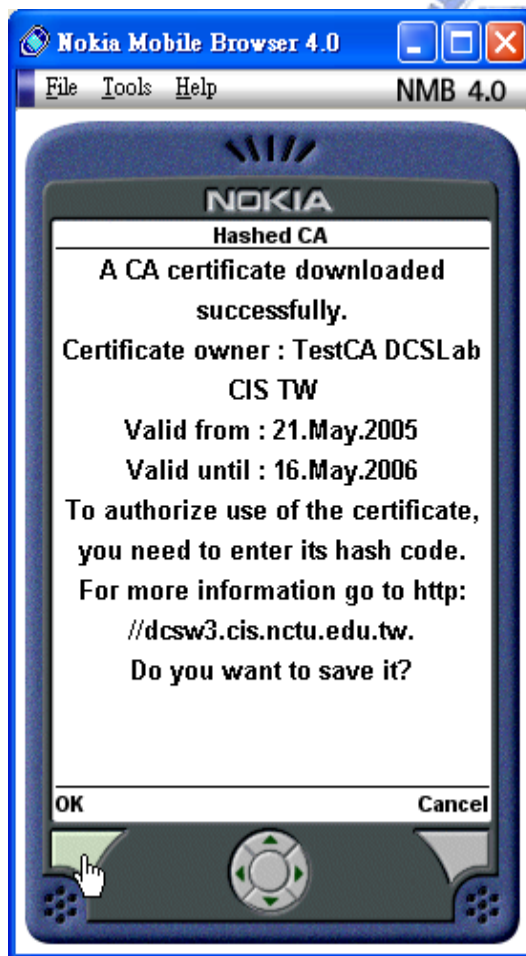 Nokia Mobile Browser 4.0
File Tools Help NMB 4.0
NOKIA
Hashed CA
A CA certificate downloaded
successfully.
Certificate owner : TestCA DCSLab
CIS TW
Valid from : 21.May.2005
Valid until : 16.May.2006
To authorize use of the certificate,
you need to enter its hash code.
For more information go to http:
//dcsw3.cis.nctu.edu.tw.
Do you want to save it?
OK Cancel